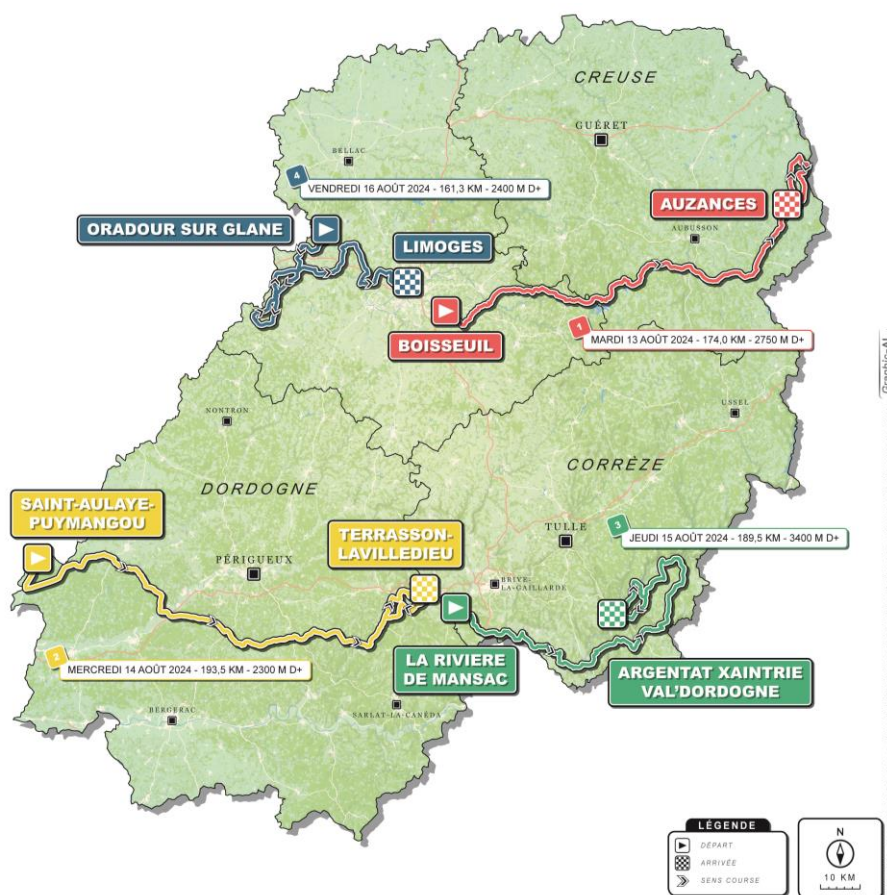 CREUSE
GUÉRET
BELLAC
4
VENDREDI 16 AOÛT 2024 - 161,3 KM - 2400 M D+
AUZANCES
ORADOUR SUR GLANE
AUBUSSON
LIMOGES
BOISSEUIL
1
MARDI 13 AOÛT 2024 - 174,0 KM - 2750 M D+
Graphic-AL
NONTRON
USSEL
CORRÈZE
DORDOGNE
SAINT-AULAYE-
PUYMANGOU
TERRASSON-
LAVILLEDIEU
TULLE
3
JEUDI 15 AOÛT 2024 - 189,5 KM - 3400 M D+
PÉRIGUEUX
BRIVE-
LA-GAILLARDE
2
MERCREDI 14 AOÛT 2024 - 193,5 KM - 2300 M D+
LA RIVIERE
DE MANSAC
ARGENTAT XAINTRIE
VAL'DORDOGNE
BERGERAC
SARLAT-LA-CANÉDA
LÉGENDE
DÉPART
ARRIVÉE
SENS COURSE
N
10 KM